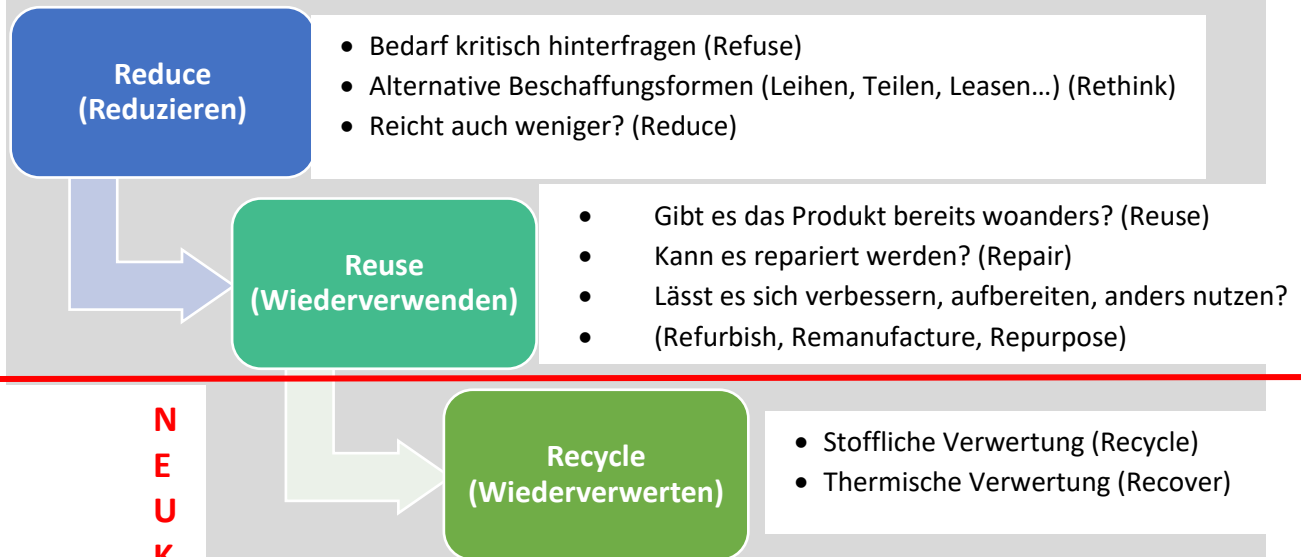 Reduce
(Reduzieren)
• Bedarf kritisch hinterfragen (Refuse)
• Alternative Beschaffungsformen (Leihen, Teilen, Leasen…) (Rethink)
• Reicht auch weniger? (Reduce)
Reuse
(Wiederverwenden)
• Gibt es das Produkt bereits woanders? (Reuse)
• Kann es repariert werden? (Repair)
• Lässt es sich verbessern, aufbereiten, anders nutzen?
• (Refurbish, Remanufacture, Repurpose)
N
E
U
K
Recycle
(Wiederverwerten)
• Stoffliche Verwertung (Recycle)
• Thermische Verwertung (Recover)